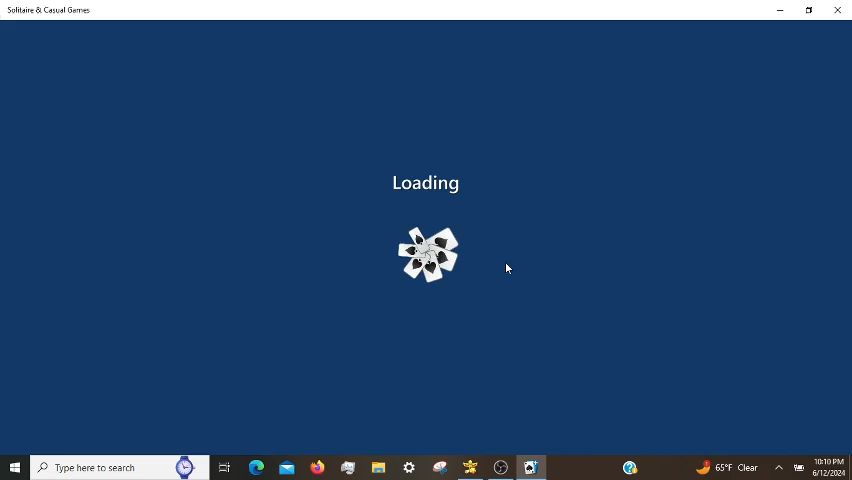 Solitaire & Casual Games
Loading
Type here to search
65°F Clear
10:10 PM
6/12/2024